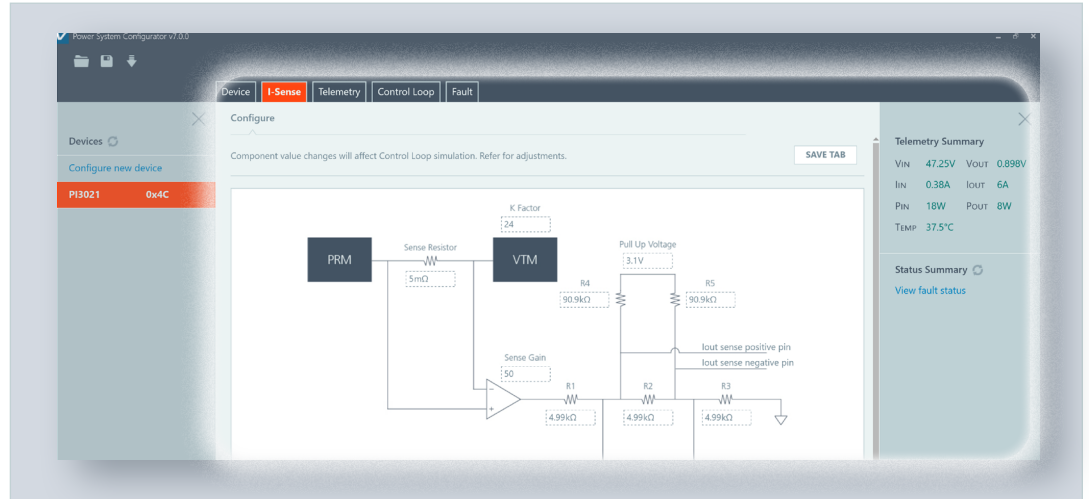 Power System Configurator v7.0.0
Device I-Sense Telemetry Control Loop Fault
Devices
Configure new device
PI3021 0x4C
Configure
Component value changes will affect Control Loop simulation. Refer for adjustments.
SAVE TAB
K Factor
24
PRM
Sense Resistor
5mΩ
VTM
Pull Up Voltage
3.1V
R4
90.9kΩ
R5
90.9kΩ
Iout sense positive pin
Iout sense negative pin
Sense Gain
50
R1
4.99kΩ
R2
4.99kΩ
R3
4.99kΩ
Telemetry Summary
VIN 47.25V VOUT 0.898V
IIN 0.38A IOUT 6A
PIN 18W POUT 8W
TEMP 37.5°C
Status Summary
View fault status